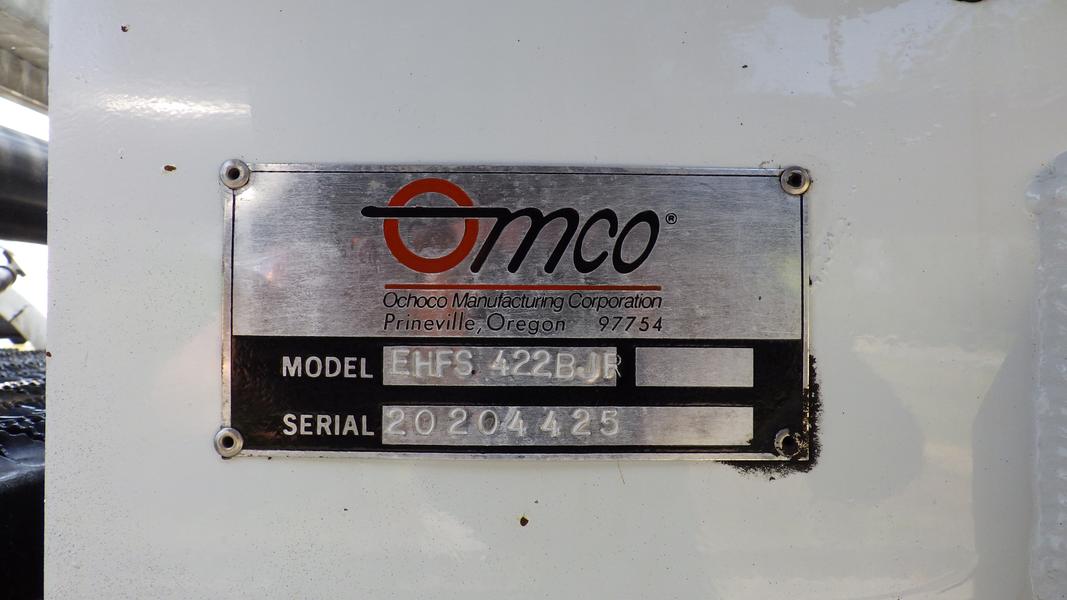 Omco®
Ochoco Manufacturing Corporation
Prineville, Oregon 97754
MODEL EHFS 422BJR
SERIAL 20204425